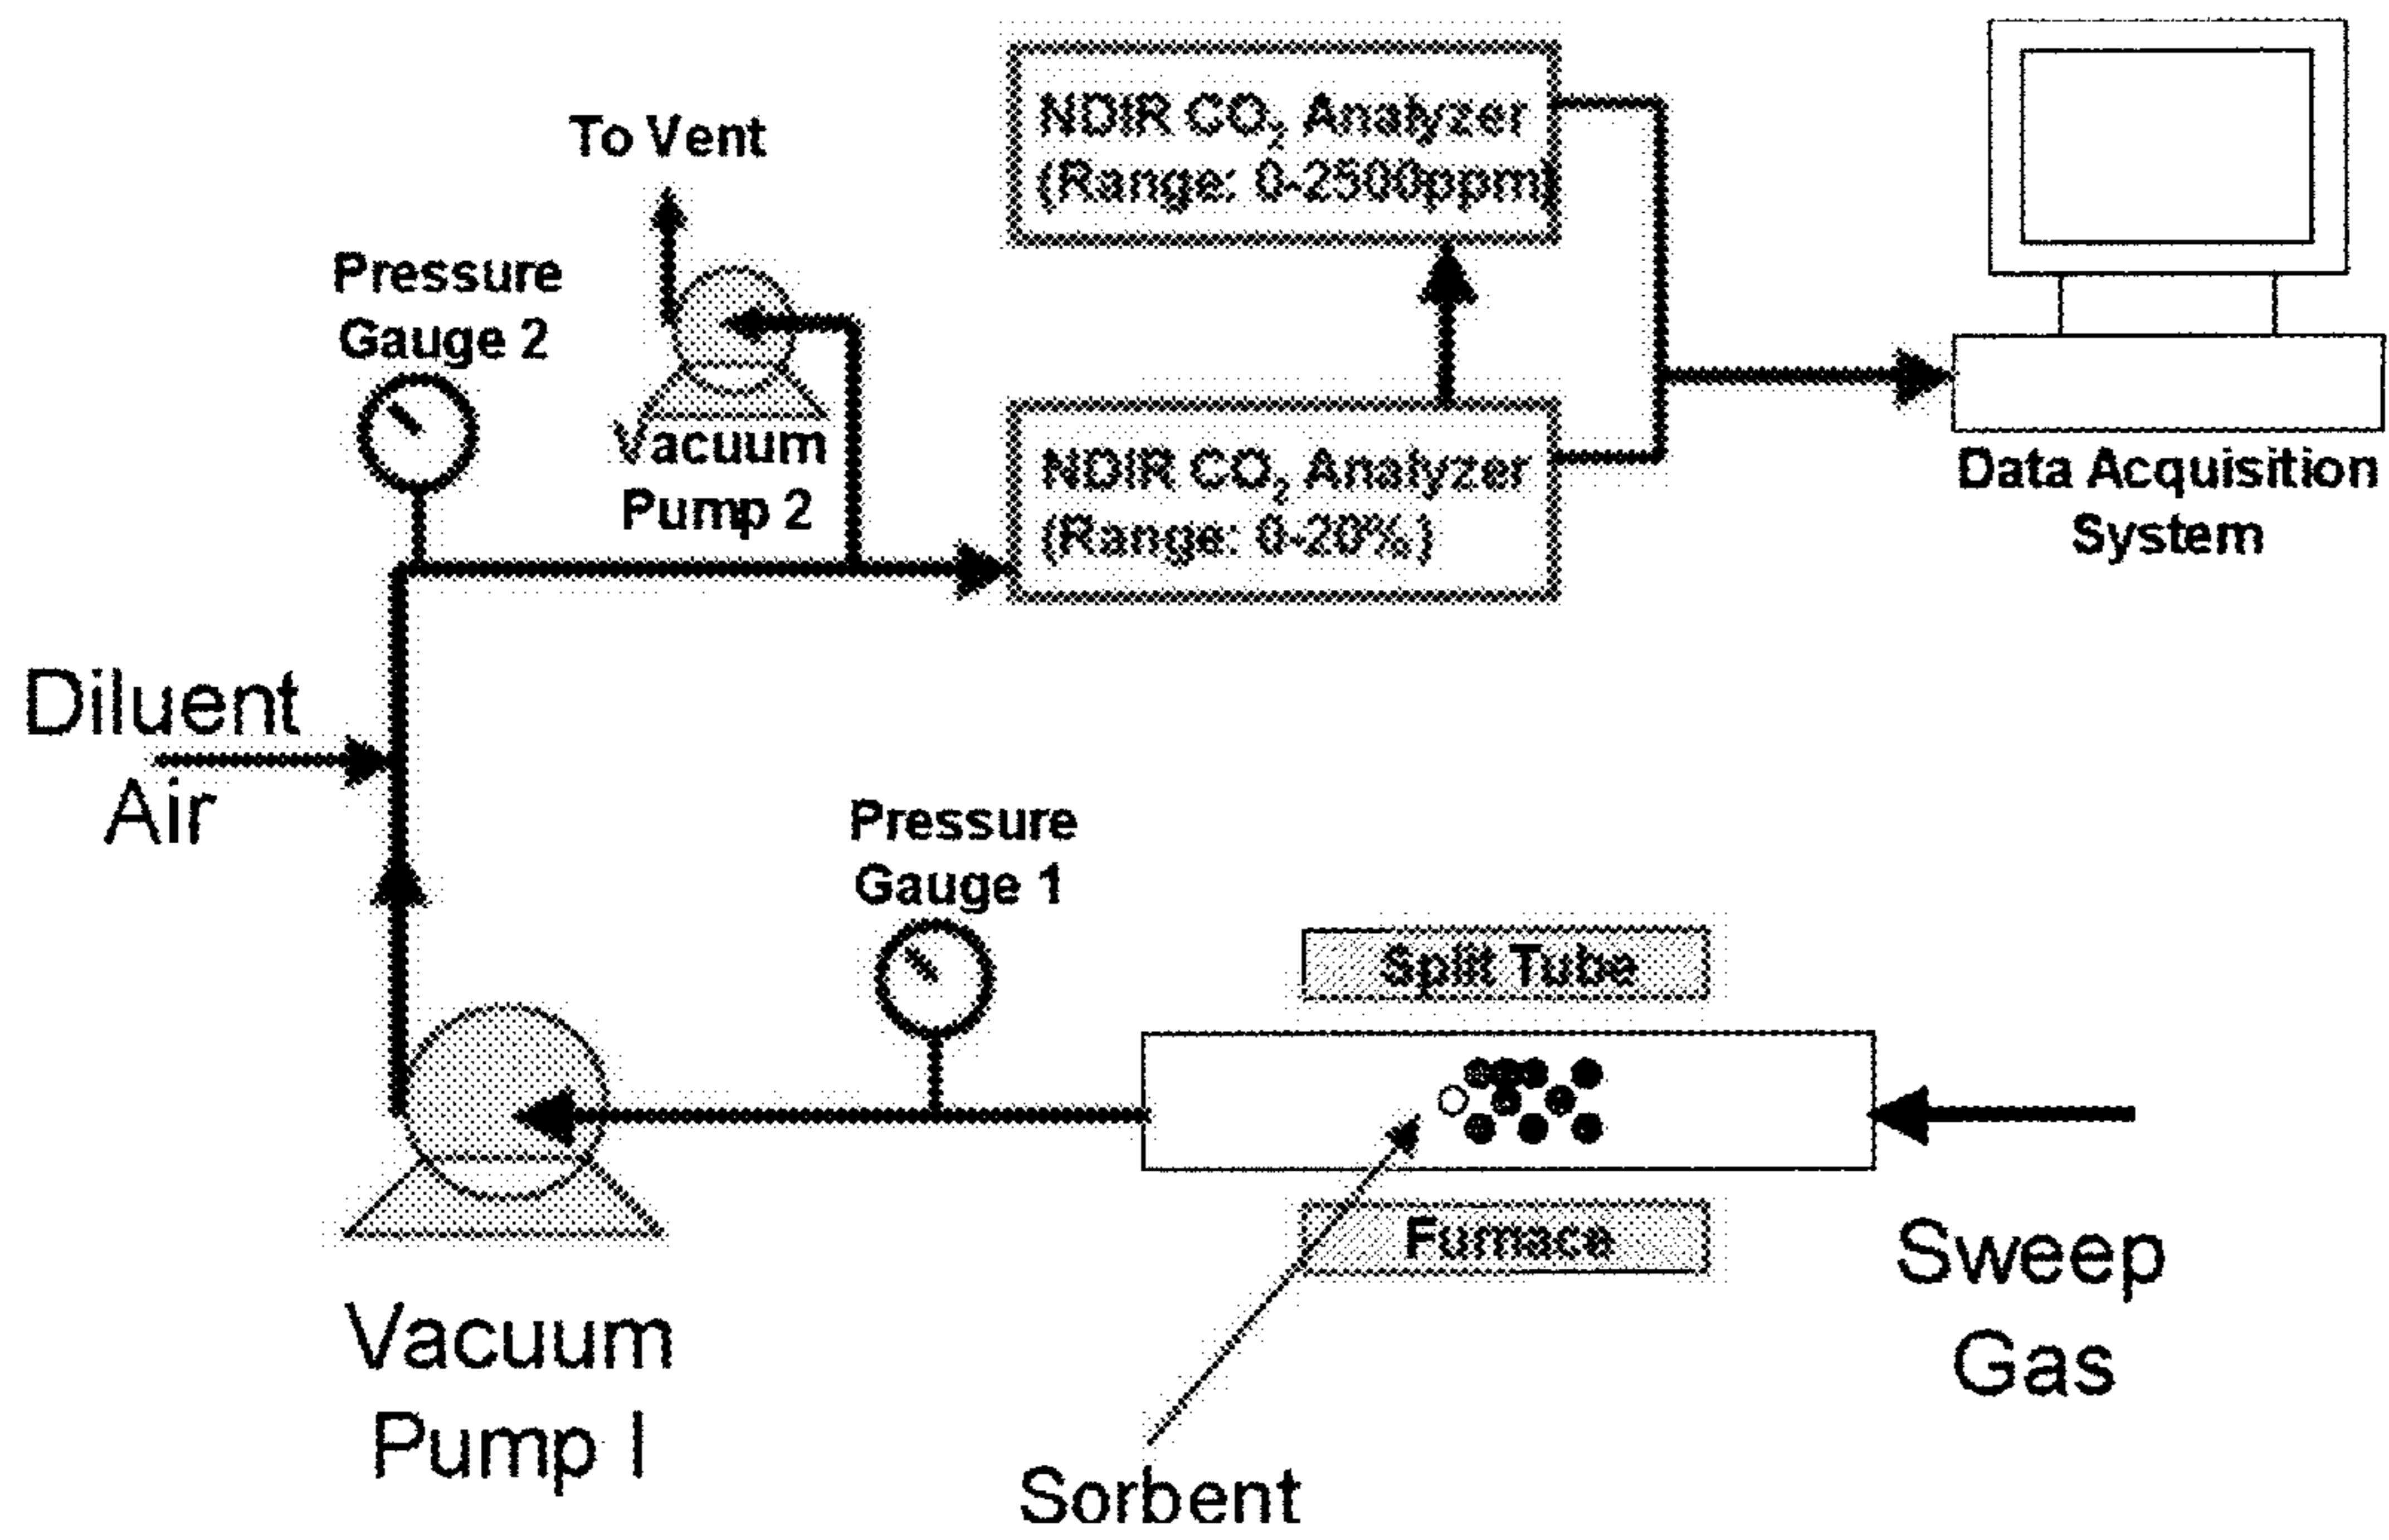 To Vent
NDIR CO2 Analyzer
(Range: 0-2500ppm)
Pressure
Gauge 2
Vacuum
Pump 2
NDIR CO2 Analyzer
(Range: 0-20%)
Data Acquisition
System
Diluent
Air
Pressure
Gauge 1
Split Tube
Furnace
Sweep
Gas
Vacuum
Pump I
Sorbent